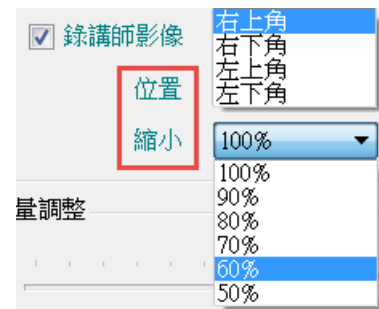 錄講師影像
右上角
右下角
左上角
左下角
位置
縮小
100%
100%
90%
80%
70%
60%
50%
量調整